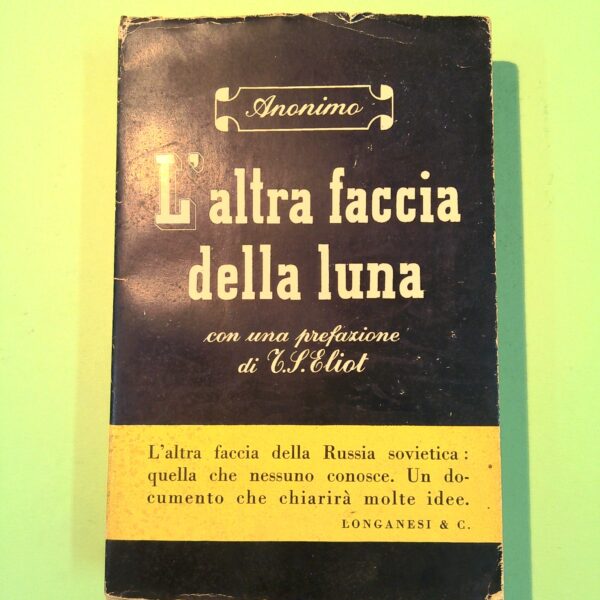 Anonimo
L'altra faccia
della luna
con una prefazione
di T.S.Eliot
L'altra faccia della Russia sovietica:
quella che nessuno conosce. Un do-
cumento che chiarirà molte idee.
LONGANESI & C.